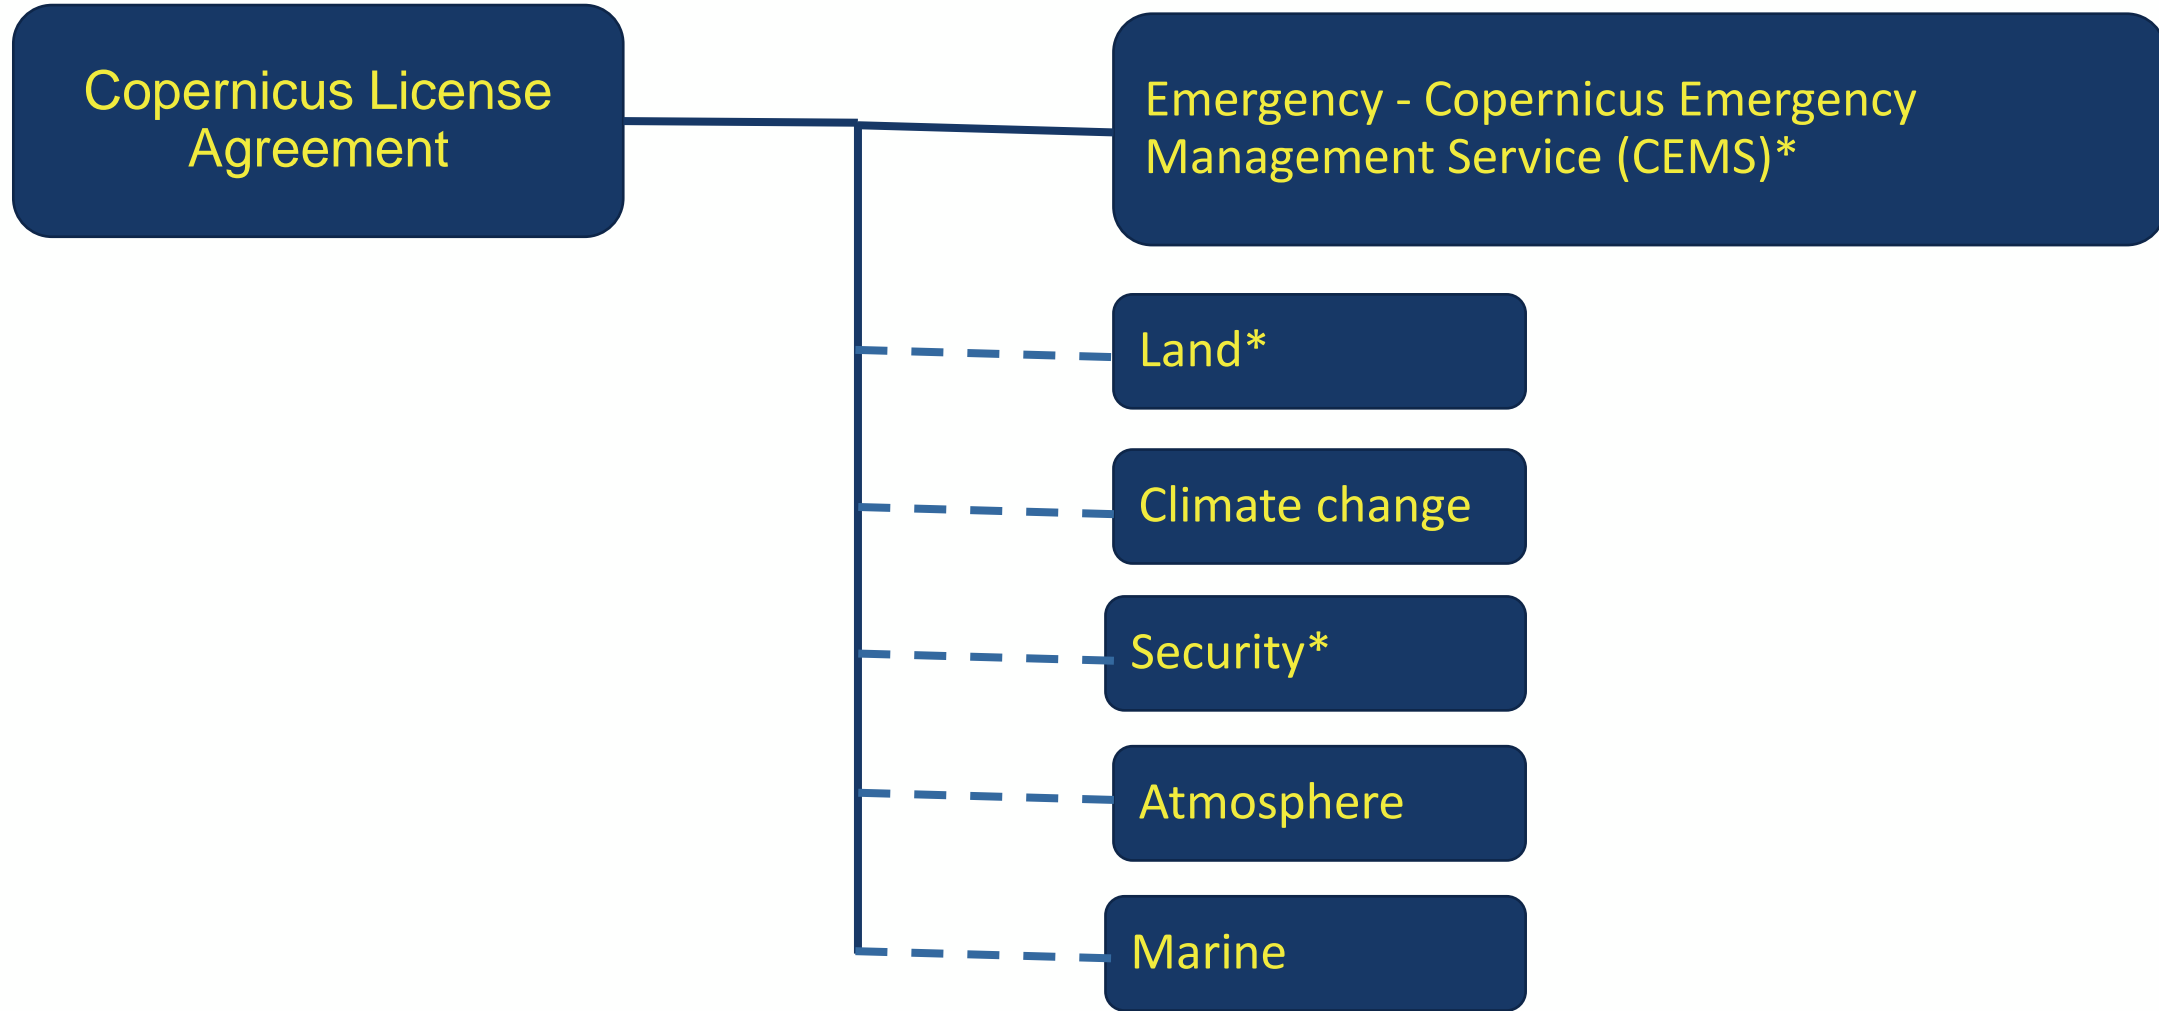 Copernicus License
Agreement
Emergency - Copernicus Emergency
Management Service (CEMS)*
Land*
Climate change
Security*
Atmosphere
Marine